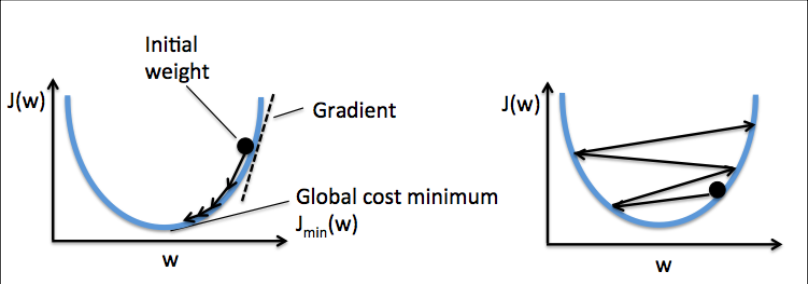 Initial
weight
J(w)
Gradient
Global cost minimum
Jmin(w)
w
J(w)
w